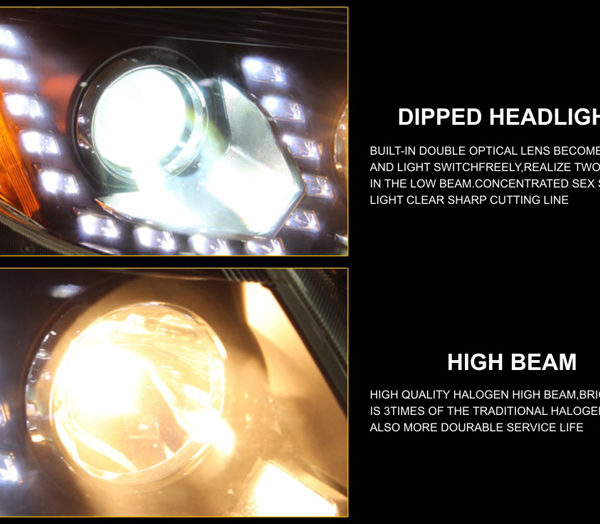 DIPPED HEADLIGH
BUILT-IN DOUBLE OPTICAL LENS BECOME
AND LIGHT SWITCHFREELY,REALIZE TWO
IN THE LOW BEAM.CONCENTRATED SEX S
LIGHT CLEAR SHARP CUTTING LINE
HIGH BEAM
HIGH QUALITY HALOGEN HIGH BEAM,BRIG
IS 3TIMES OF THE TRADITIONAL HALOGEN
ALSO MORE DOURABLE SERVICE LIFE